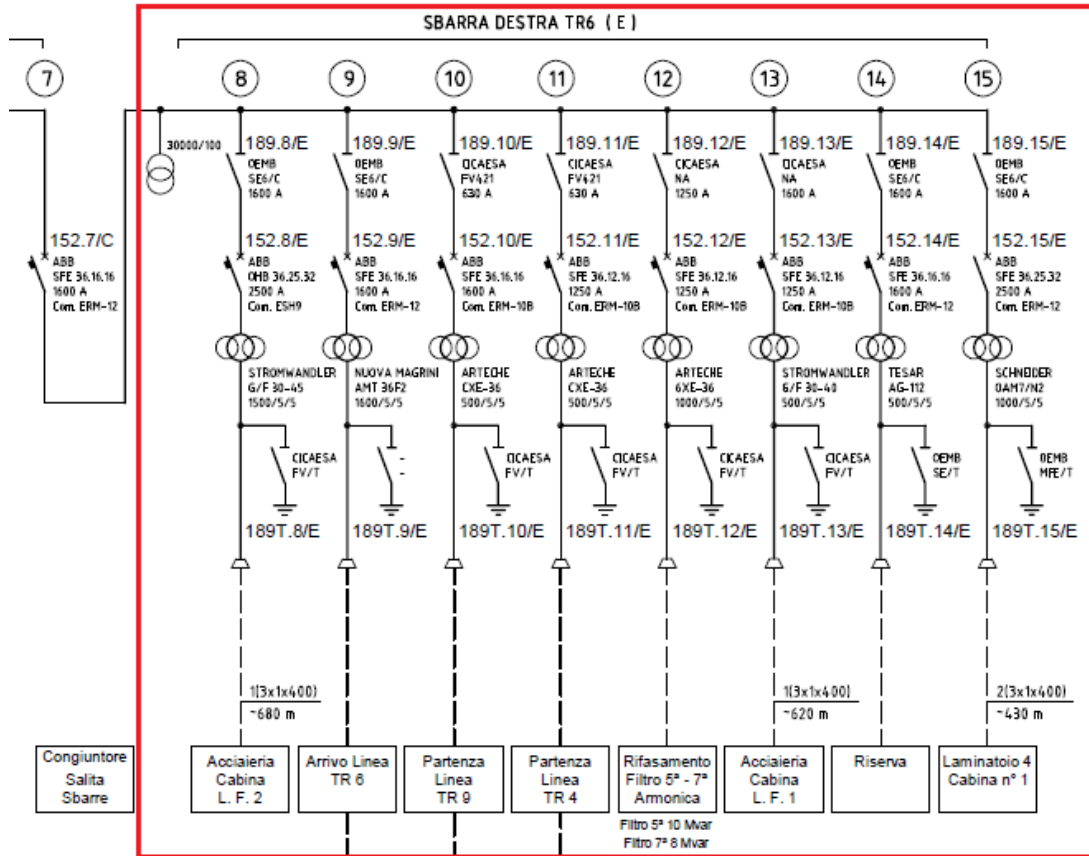 SBARRA DESTRA TR6 ( E )
7
8
9
10
11
12
13
14
15
30000/100
189.8/E
OEMB
SE6/C
1600 A
189.9/E
OEMB
SE6/C
1600 A
189.10/E
CICAESA
FV421
630 A
189.11/E
CICAESA
FV421
630 A
189.12/E
CICAESA
NA
1250 A
189.13/E
CICAESA
NA
1600 A
189.14/E
OEMB
SE6/C
1600 A
189.15/E
OEMB
SE6/C
1600 A
152.7/C
ABB
SFE 36.16.16
1600 A
Com. ERM-12
152.8/E
ABB
OHB 36.25.32
2500 A
Com. ESH9
152.9/E
ABB
SFE 36.16.16
1600 A
Com. ERM-12
152.10/E
ABB
SFE 36.16.16
1600 A
Com. ERM-10B
152.11/E
ABB
SFE 36.12.16
1250 A
Com. ERM-10B
152.12/E
ABB
SFE 36.12.16
1250 A
Com. ERM-10B
152.13/E
ABB
SFE 36.12.16
1250 A
Com. ERM-10B
152.14/E
ABB
SFE 36.16.16
1600 A
Com. ERM-12
152.15/E
ABB
SFE 36.25.32
2500 A
Com. ERM-12
STROMWANDLER
G/F 30-45
1500/5/5
NUOVA MAGRINI
AMT 36F2
1600/5/5
ARTECHE
CXE-36
500/5/5
ARTECHE
CXE-36
500/5/5
ARTECHE
6XE-36
1000/5/5
STROMWANDLER
G/F 30-40
500/5/5
TESAR
AG-112
500/5/5
SCHNEIDER
OAM7/N2
1000/5/5
CICAESA
FV/T
-
-
CICAESA
FV/T
CICAESA
FV/T
CICAESA
FV/T
CICAESA
FV/T
OEMB
SE/T
OEMB
MFE/T
189T.8/E
189T.9/E
189T.10/E
189T.11/E
189T.12/E
189T.13/E
189T.14/E
189T.15/E
1(3x1x400)
~680 m
1(3x1x400)
~620 m
2(3x1x400)
~430 m
Congiuntore
Salita
Sbarre
Acciaieria
Cabina
L. F. 2
Arrivo Linea
TR 6
Partenza
Linea
TR 9
Partenza
Linea
TR 4
Rifasamento
Filtro 5ª - 7ª
Armonica
Acciaieria
Cabina
L. F. 1
Riserva
Laminatoio 4
Cabina n° 1
Filtro 5ª 10 Mvar
Filtro 7ª 8 Mvar